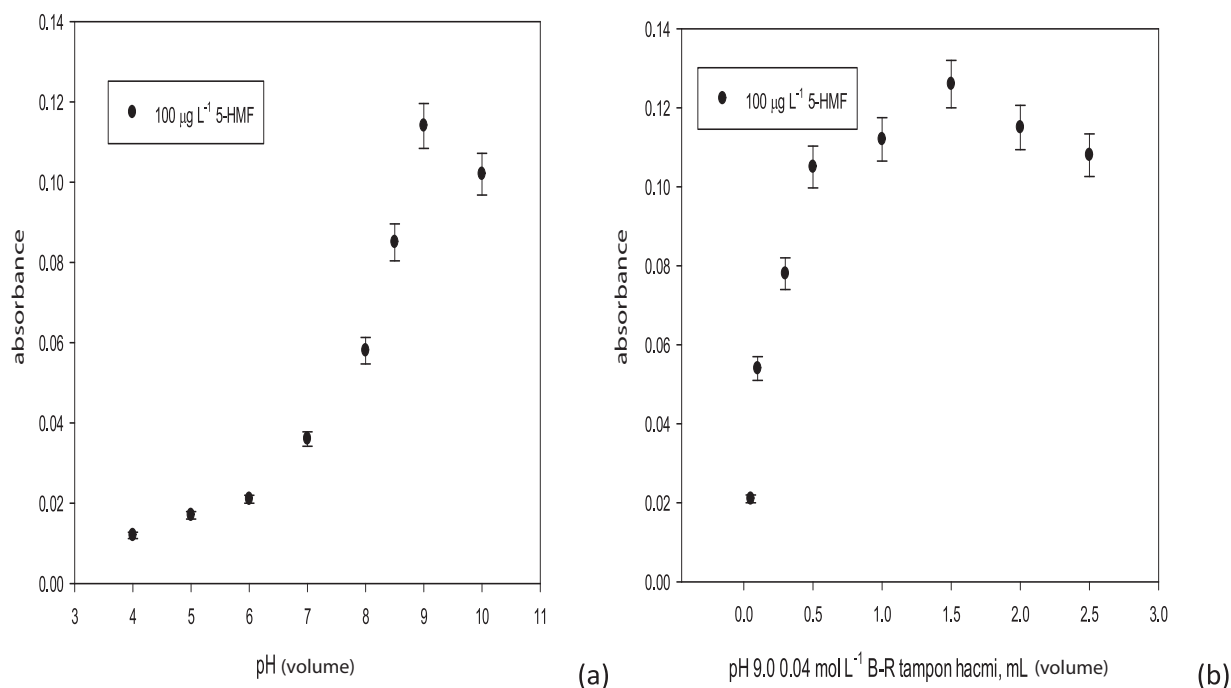 0.14
0.12
0.10
0.08
0.06
0.04
0.02
0.00
absorbance
100 µg L⁻¹ 5-HMF
3 4 5 6 7 8 9 10 11
pH (volume)
(a)
0.14
0.12
0.10
0.08
0.06
0.04
0.02
0.00
absorbance
100 µg L⁻¹ 5-HMF
0.0 0.5 1.0 1.5 2.0 2.5 3.0
pH 9.0 0.04 mol L⁻¹ B-R tampon hacmi, mL (volume)
(b)